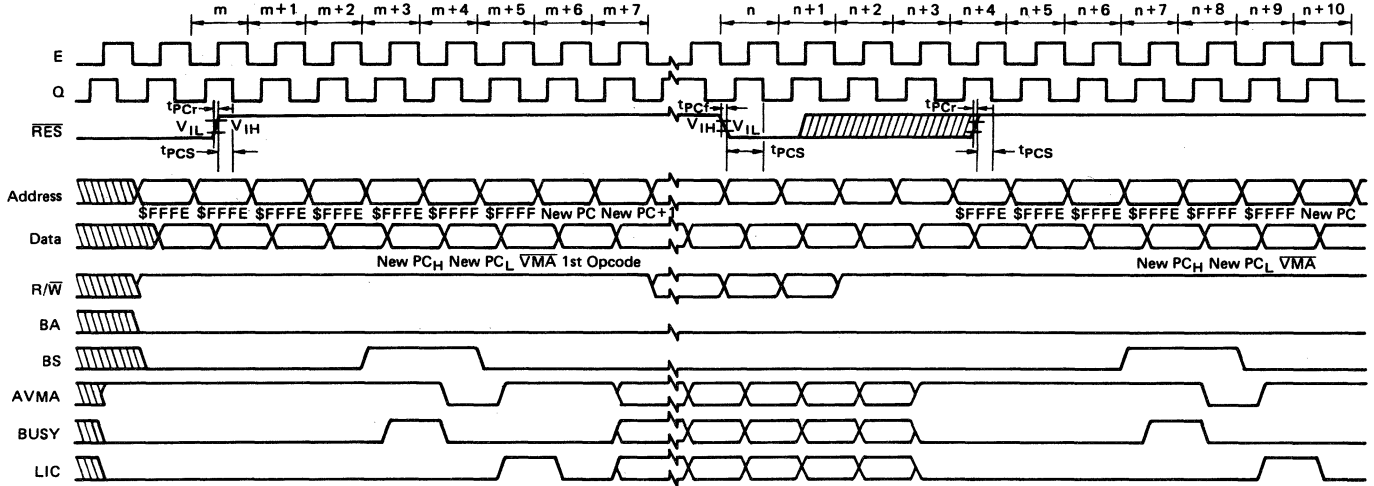 m m+1 m+2 m+3 m+4 m+5 m+6 m+7 n n+1 n+2 n+3 n+4 n+5 n+6 n+7 n+8 n+9 n+10
E
Q
tPCr tPCf tPCr
RES VIL VIH VIH VIL
tPCS tPCS tPCS
Address
$FFFE $FFFE $FFFE $FFFE $FFFE $FFFF $FFFF New PC New PC+1 $FFFE $FFFE $FFFE $FFFE $FFFF $FFFF New PC
Data
New PCH New PCL VMA 1st Opcode New PCH New PCL VMA
R/W
BA
BS
AVMA
BUSY
LIC